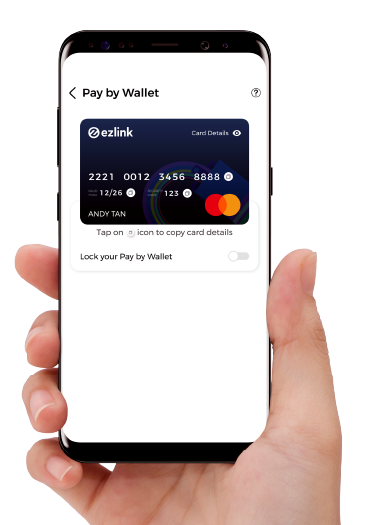 Pay by Wallet
ezlink
Card Details
2221 0012 3456 8888
12/26 123
ANDY TAN
Tap on icon to copy card details
Lock your Pay by Wallet